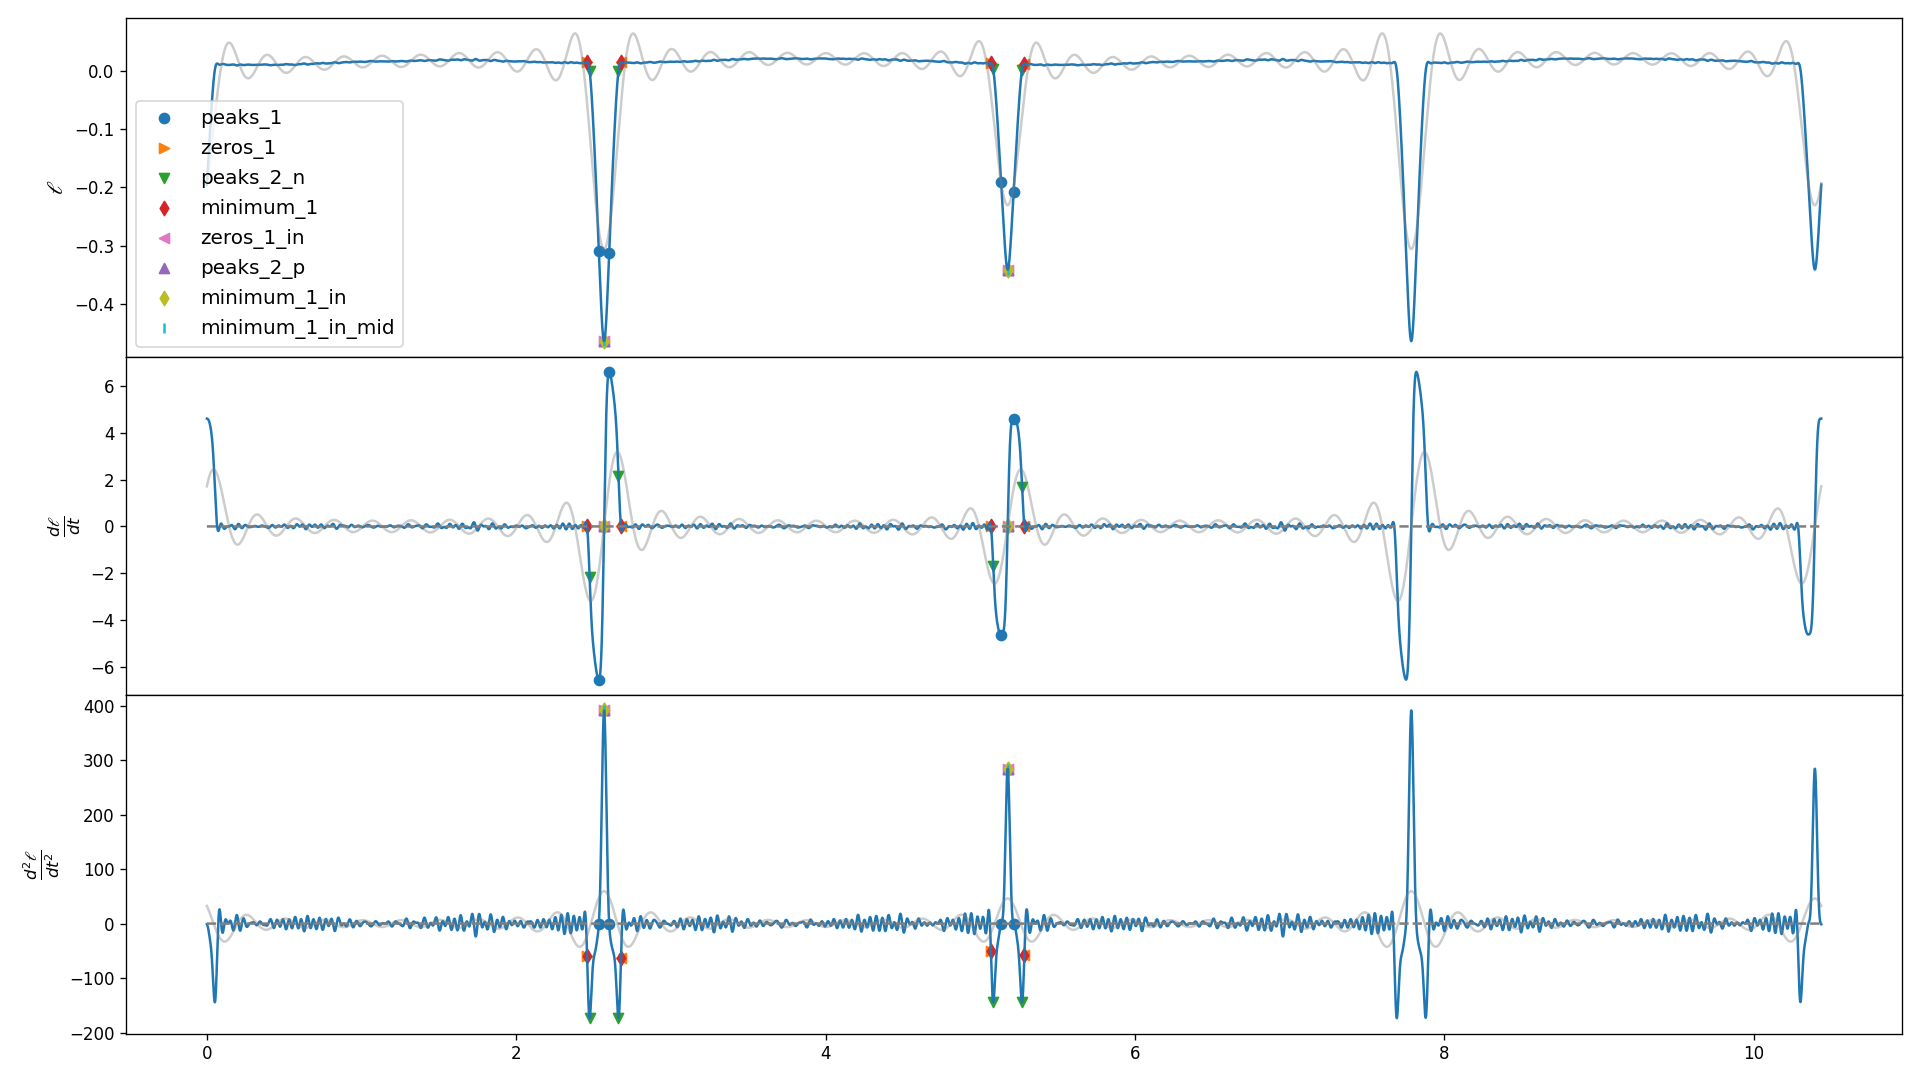 0.0
−0.1
−0.2
−0.3
−0.4
ℓ
peaks_1
zeros_1
peaks_2_n
minimum_1
zeros_1_in
peaks_2_p
minimum_1_in
minimum_1_in_mid
6
4
2
0
−2
−4
−6
dℓ
dt
400
300
200
100
0
−100
−200
d²ℓ
dt²
0 2 4 6 8 10